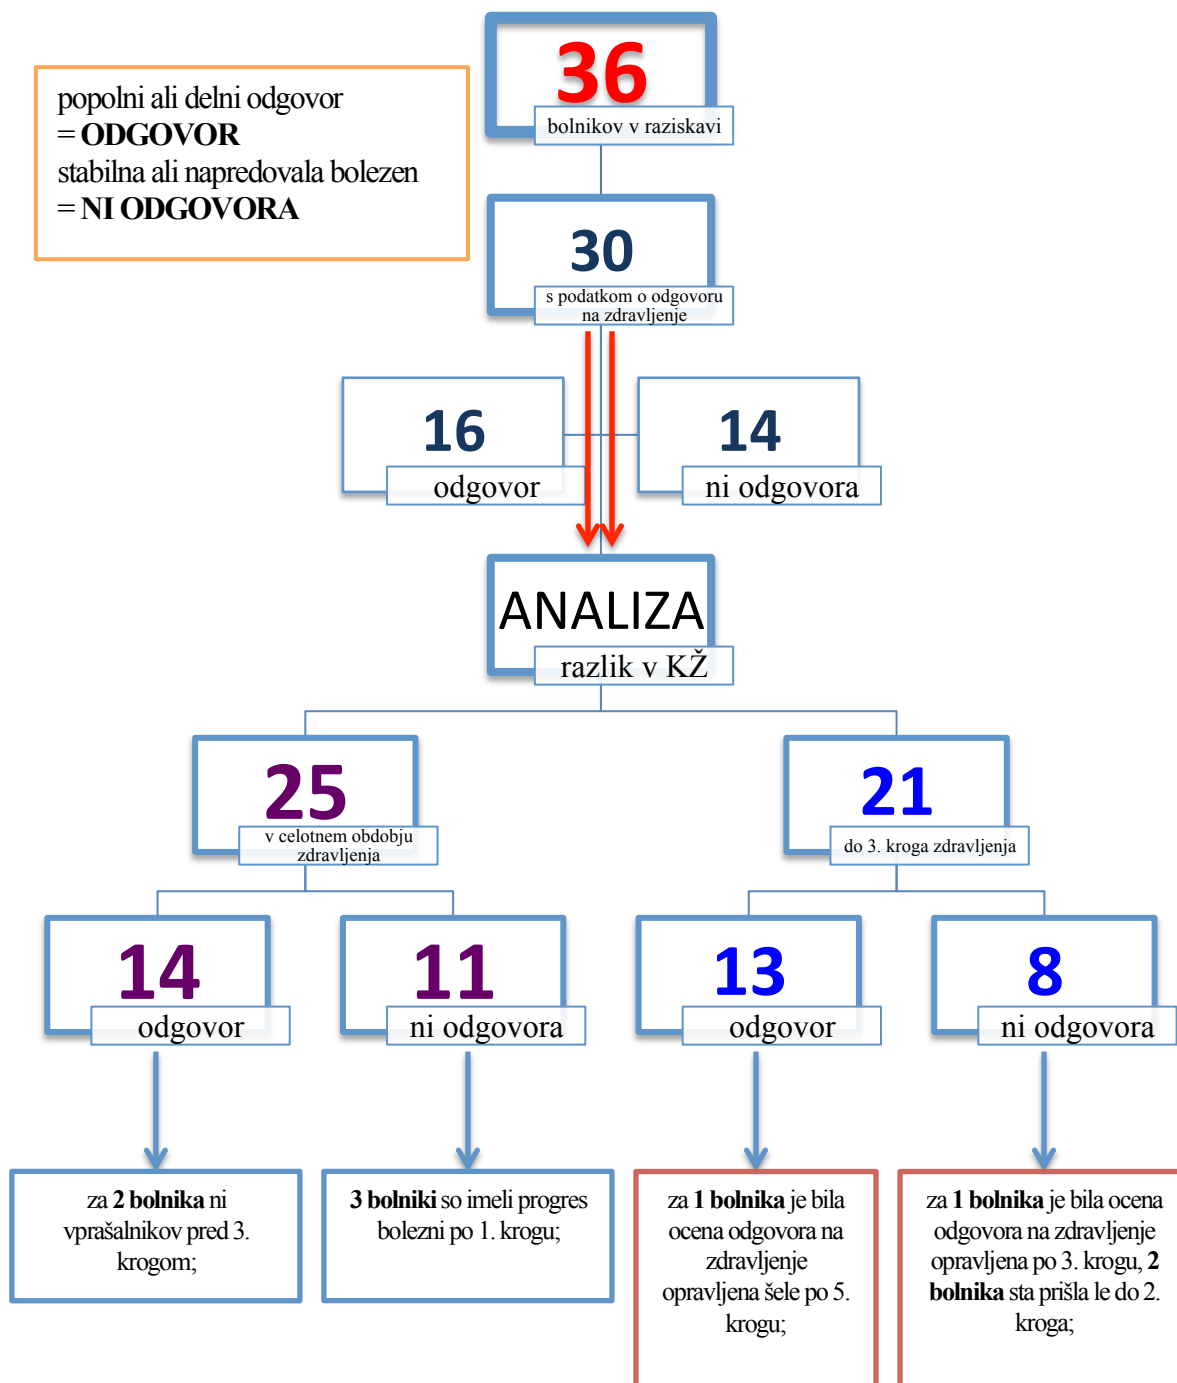 36
bolnikov v raziskavi
popolni ali delni odgovor
= ODGOVOR
stabilna ali napredovala bolezen
= NI ODGOVORA
30
s podatkom o odgovoru
na zdravljenje
16
odgovor
14
ni odgovora
ANALIZA
razlik v KŽ
25
v celotnem obdobju
zdravljenja
21
do 3. kroga zdravljenja
14
odgovor
11
ni odgovora
13
odgovor
8
ni odgovora
za 2 bolnika ni
vprašalnikov pred 3.
krogom;
3 bolniki so imeli progres
bolezni po 1. krogu;
za 1 bolnika je bila
ocena odgovora na
zdravljenje
opravljena šele po 5.
krogu;
za 1 bolnika je bila ocena
odgovora na zdravljenje
opravljena po 3. krogu, 2
bolnika sta prišla le do 2.
kroga;